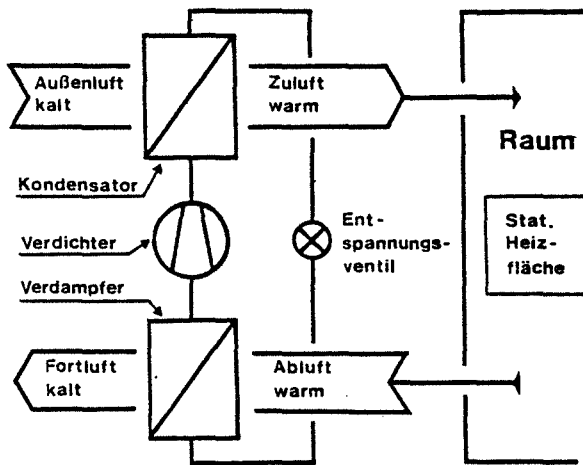 Außenluft
kalt
Zuluft
warm
Raum
Kondensator
Verdichter
Ent-
spannungs-
ventil
Stat.
Heiz-
fläche
Verdampfer
Fortluft
kalt
Abluft
warm